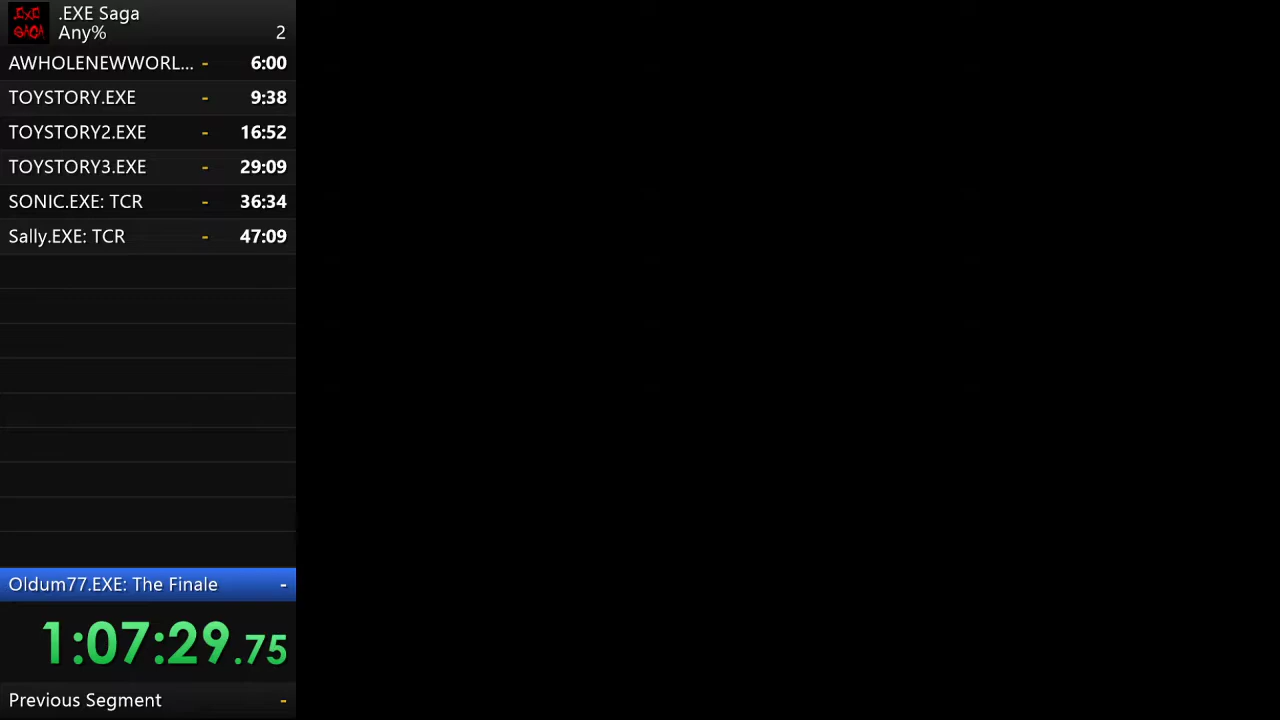 .EXE SAGA
.EXE Saga
Any% 2
AWHOLENEWWORL... - 6:00
TOYSTORY.EXE - 9:38
TOYSTORY2.EXE - 16:52
TOYSTORY3.EXE - 29:09
SONIC.EXE: TCR - 36:34
Sally.EXE: TCR - 47:09
Oldum77.EXE: The Finale -
1:07:29.75
Previous Segment -